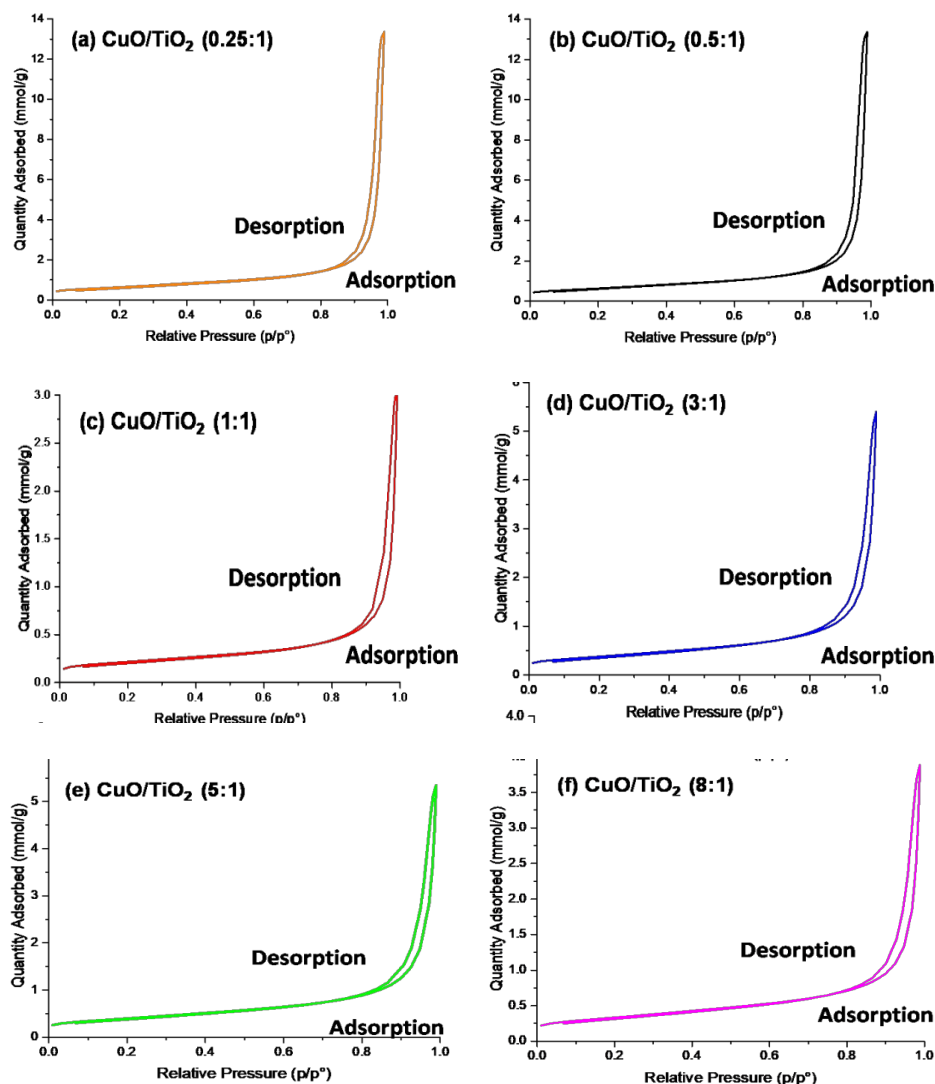 (a) CuO/TiO₂ (0.25:1)
Quantity Adsorbed (mmol/g)
14
12
10
8
6
4
2
0
Desorption
Adsorption
0.0 0.2 0.4 0.6 0.8 1.0
Relative Pressure (p/p°)
(b) CuO/TiO₂ (0.5:1)
Quantity Adsorbed (mmol/g)
14
12
10
8
6
4
2
0
Desorption
Adsorption
0.0 0.2 0.4 0.6 0.8 1.0
Relative Pressure (p/p°)
(c) CuO/TiO₂ (1:1)
Quantity Adsorbed (mmol/g)
3.0
2.5
2.0
1.5
1.0
0.5
0.0
Desorption
Adsorption
0.0 0.2 0.4 0.6 0.8 1.0
Relative Pressure (p/p°)
(d) CuO/TiO₂ (3:1)
Quantity Adsorbed (mmol/g)
5
4
3
2
1
0
Desorption
Adsorption
0.0 0.2 0.4 0.6 0.8 1.0
Relative Pressure (p/p°)
4.0
(e) CuO/TiO₂ (5:1)
Quantity Adsorbed (mmol/g)
5
4
3
2
1
0
Desorption
Adsorption
0.0 0.2 0.4 0.6 0.8 1.0
Relative Pressure (p/p°)
(f) CuO/TiO₂ (8:1)
Quantity Adsorbed (mmol/g)
3.5
3.0
2.5
2.0
1.5
1.0
0.5
0.0
Desorption
Adsorption
0.0 0.2 0.4 0.6 0.8 1.0
Relative Pressure (p/p°)